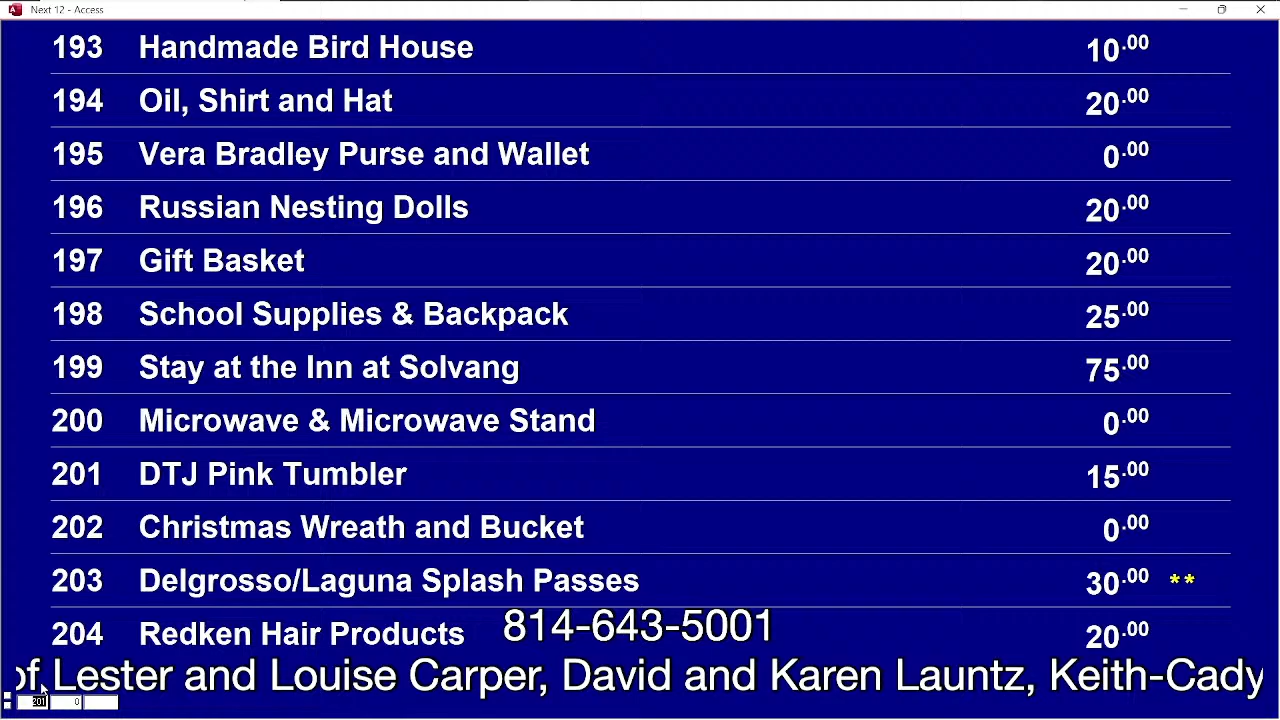 Next 12 - Access
193 Handmade Bird House 10.00
194 Oil, Shirt and Hat 20.00
195 Vera Bradley Purse and Wallet 0.00
196 Russian Nesting Dolls 20.00
197 Gift Basket 20.00
198 School Supplies & Backpack 25.00
199 Stay at the Inn at Solvang 75.00
200 Microwave & Microwave Stand 0.00
201 DTJ Pink Tumbler 15.00
202 Christmas Wreath and Bucket 0.00
203 Delgrosso/Laguna Splash Passes 30.00 **
204 Redken Hair Products 20.00
814-643-5001
of Lester and Louise Carper, David and Karen Launtz, Keith-Cady
201 0